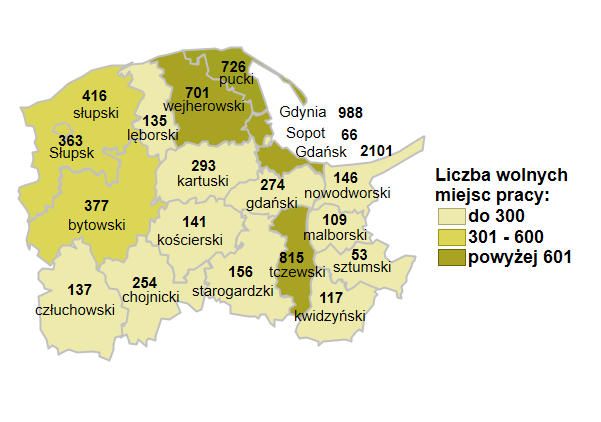 726
pucki
701
wejherowski
416
słupski
135
lęborski
Gdynia 988
Sopot 66
Gdańsk 2101
363
Słupsk
293
kartuski
274
gdański
146
nowodworski
377
bytowski
141
kościerski
109
malborski
815
tczewski
53
sztumski
156
starogardzki
254
chojnicki
137
człuchowski
117
kwidzyński
Liczba wolnych
miejsc pracy:
do 300
301 - 600
powyżej 601